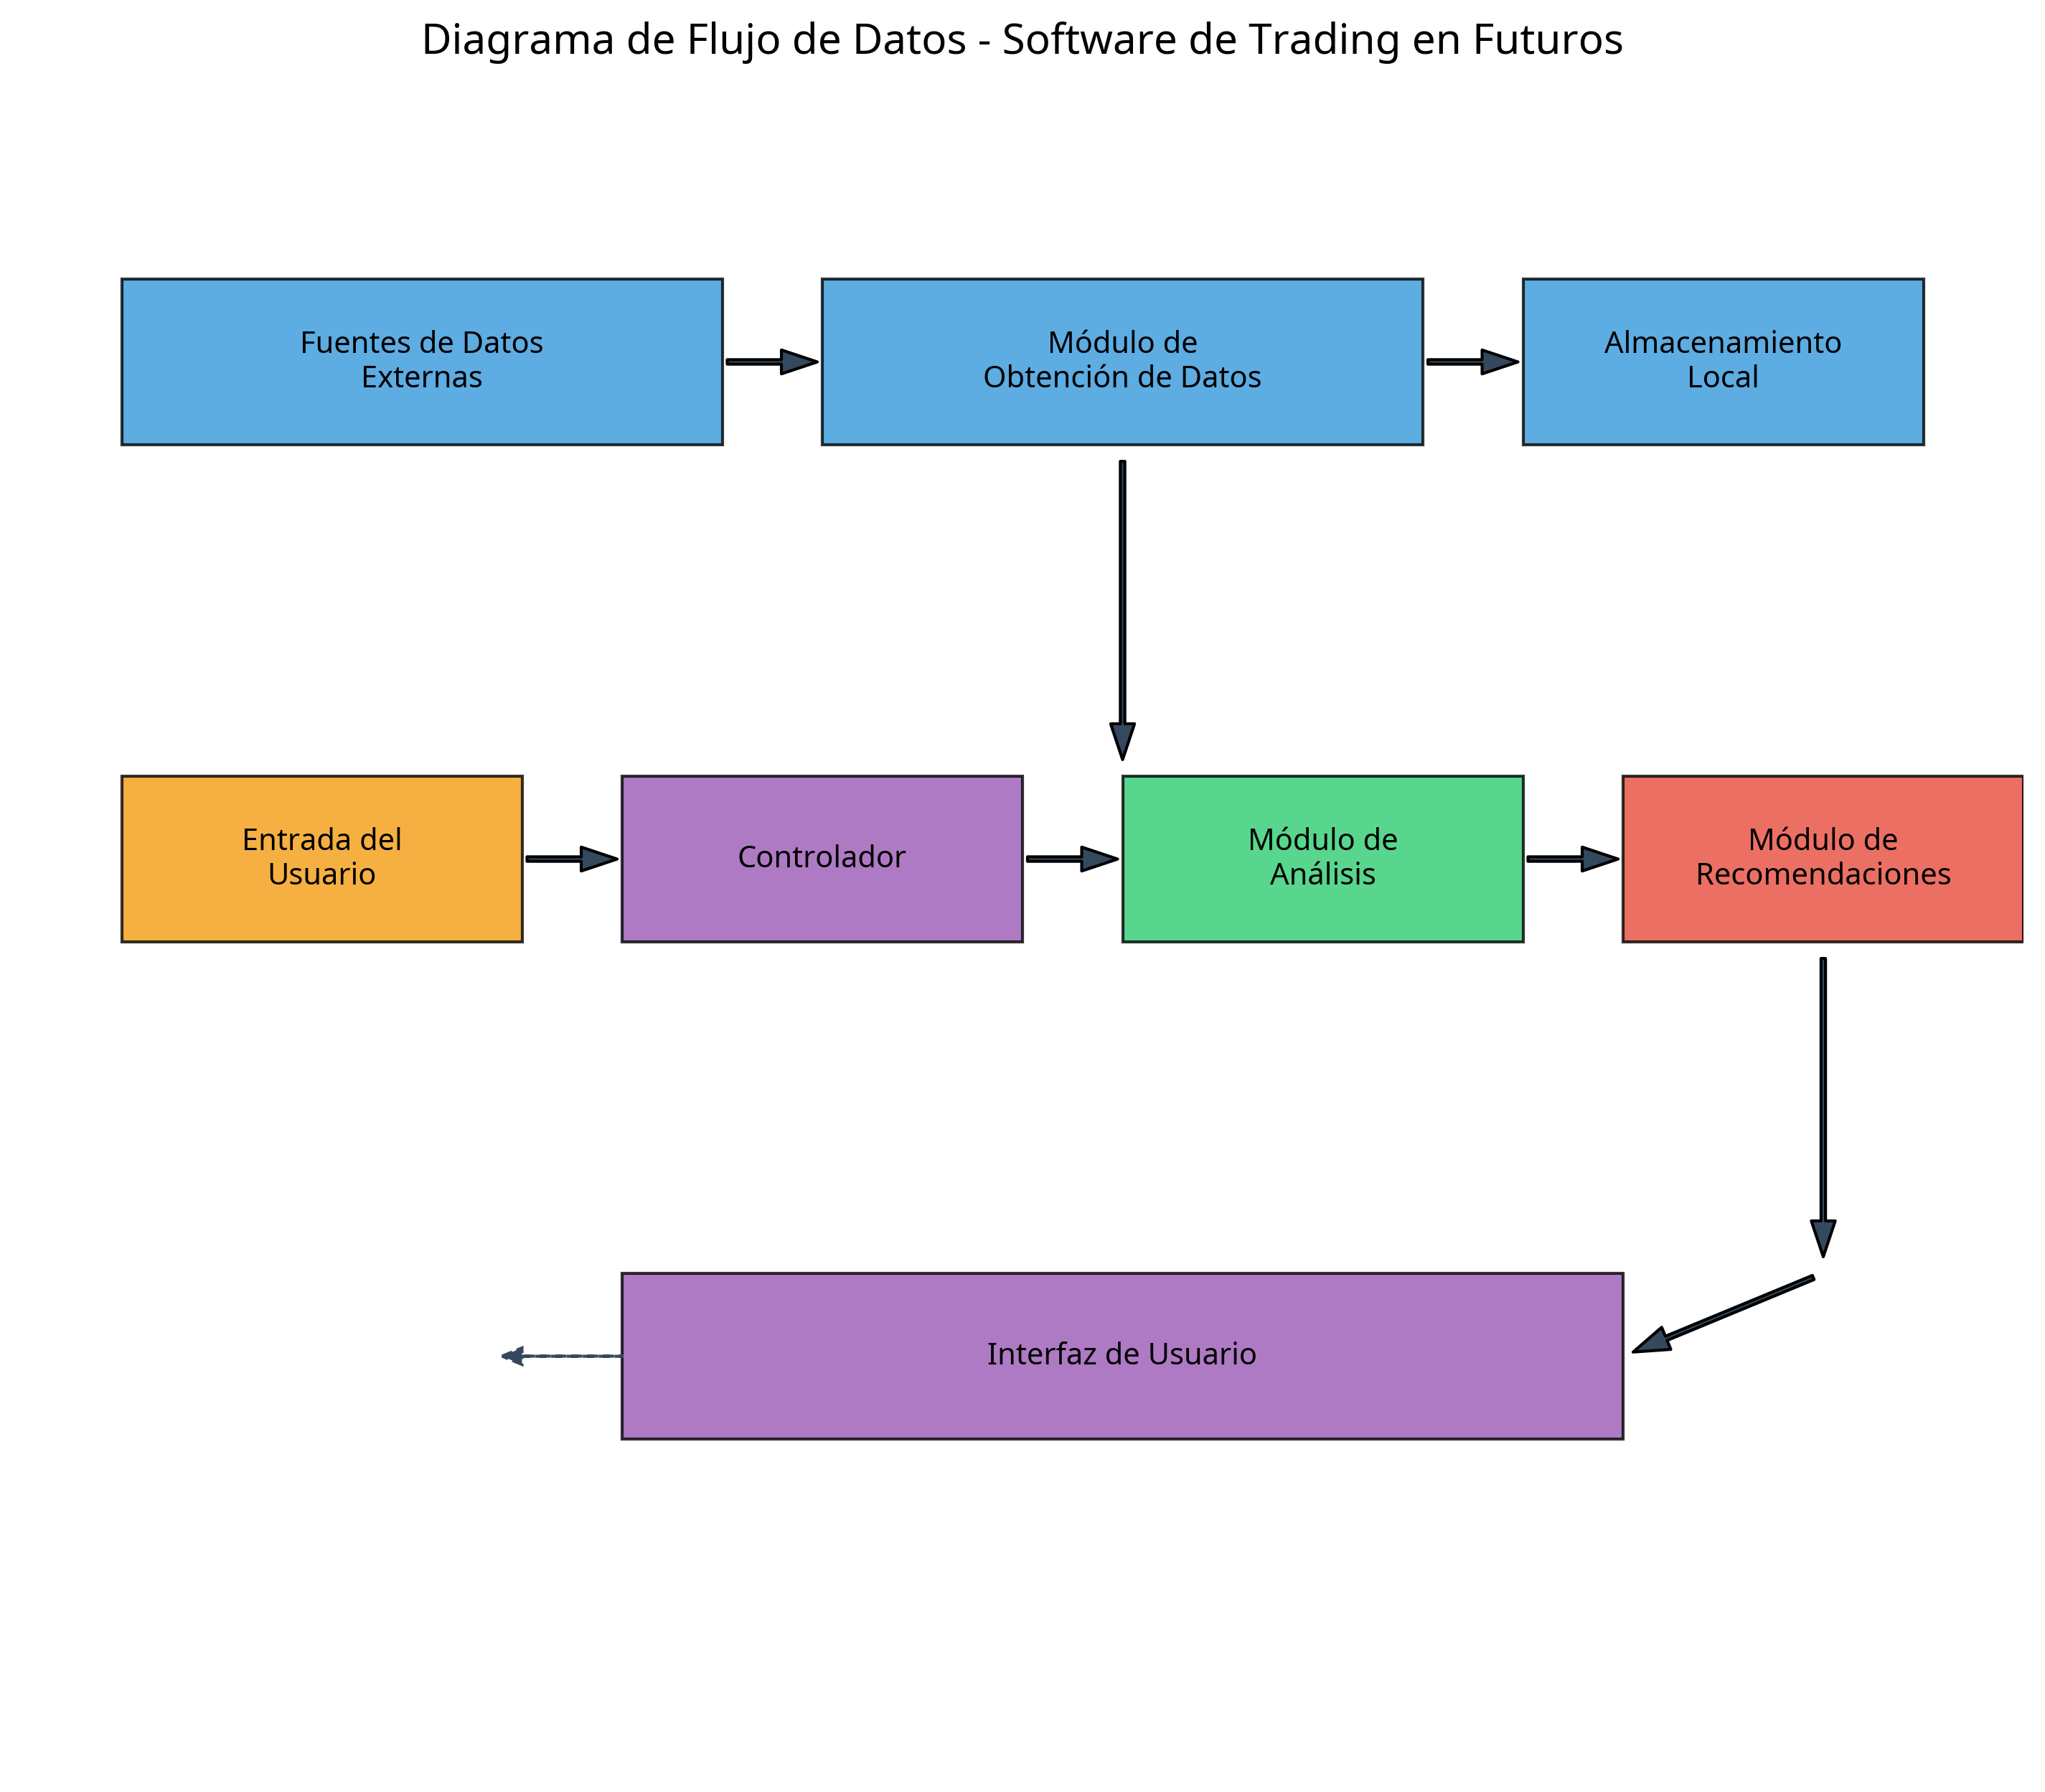 Diagrama de Flujo de Datos - Software de Trading en Futuros
Fuentes de Datos
Externas
Módulo de
Obtención de Datos
Almacenamiento
Local
Entrada del
Usuario
Controlador
Módulo de
Análisis
Módulo de
Recomendaciones
Interfaz de Usuario